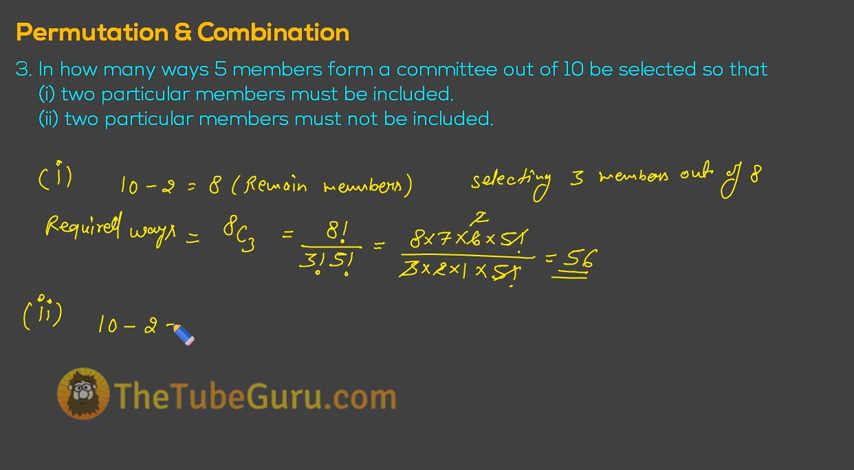 Permutation & Combination
3. In how many ways 5 members form a committee out of 10 be selected so that
(i) two particular members must be included.
(ii) two particular members must not be included.
(i) 10 - 2 = 8 (Remain members) selecting 3 members out of 8
Required ways = 8C3 = 8! / 3! 5! = 8×7×6×5! / 3×2×1×5! = 56
2
(ii) 10 - 2 -
TheTubeGuru.com